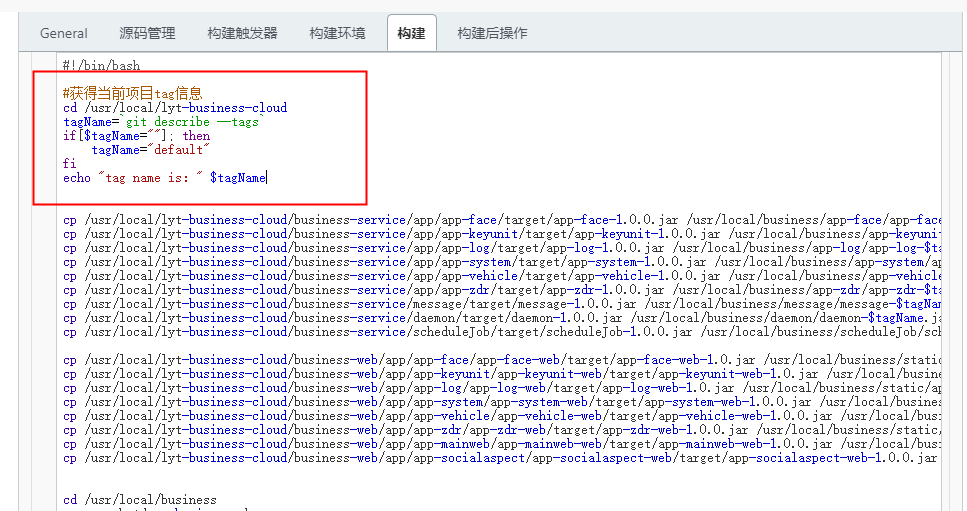 General 源码管理 构建触发器 构建环境 构建 构建后操作
#!/bin/bash
#获得当前项目tag信息
cd /usr/local/lyt-business-cloud
tagName=`git describe --tags`
if[$tagName=""]; then
tagName="default"
fi
echo "tag name is: " $tagName
cp /usr/local/lyt-business-cloud/business-service/app/app-face/target/app-face-1.0.0.jar /usr/local/business/app-face/app-face
cp /usr/local/lyt-business-cloud/business-service/app/app-keyunit/target/app-keyunit-1.0.0.jar /usr/local/business/app-keyunit
cp /usr/local/lyt-business-cloud/business-service/app/app-log/target/app-log-1.0.0.jar /usr/local/business/app-log/app-log-$ta
cp /usr/local/lyt-business-cloud/business-service/app/app-system/target/app-system-1.0.0.jar /usr/local/business/app-system/ap
cp /usr/local/lyt-business-cloud/business-service/app/app-vehicle/target/app-vehicle-1.0.0.jar /usr/local/business/app-vehicle
cp /usr/local/lyt-business-cloud/business-service/app/app-zdr/target/app-zdr-1.0.0.jar /usr/local/business/app-zdr/app-zdr-$ta
cp /usr/local/lyt-business-cloud/business-service/message/target/message-1.0.0.jar /usr/local/business/message/message-$tagNam
cp /usr/local/lyt-business-cloud/business-service/daemon/target/daemon-1.0.0.jar /usr/local/business/daemon/daemon-$tagName.ja
cp /usr/local/lyt-business-cloud/business-service/scheduleJob/target/scheduleJob-1.0.0.jar /usr/local/business/scheduleJob/sch
cp /usr/local/lyt-business-cloud/business-web/app/app-face/app-face-web/target/app-face-web-1.0.jar /usr/local/business/static
cp /usr/local/lyt-business-cloud/business-web/app/app-keyunit/app-keyunit-web/target/app-keyunit-web-1.0.jar /usr/local/busine
cp /usr/local/lyt-business-cloud/business-web/app/app-log/app-log-web/target/app-log-web-1.0.jar /usr/local/business/static/ap
cp /usr/local/lyt-business-cloud/business-web/app/app-system/app-system-web/target/app-system-web-1.0.0.jar /usr/local/busines
cp /usr/local/lyt-business-cloud/business-web/app/app-vehicle/app-vehicle-web/target/app-vehicle-web-1.0.0.jar /usr/local/busi
cp /usr/local/lyt-business-cloud/business-web/app/app-zdr/app-zdr-web/target/app-zdr-web-1.0.0.jar /usr/local/business/static/
cp /usr/local/lyt-business-cloud/business-web/app/app-mainweb/app-mainweb-web/target/app-mainweb-web-1.0.0.jar /usr/local/busi
cp /usr/local/lyt-business-cloud/business-web/app/app-socialaspect/app-socialaspect-web/target/app-socialaspect-web-1.0.0.jar
cd /usr/local/business